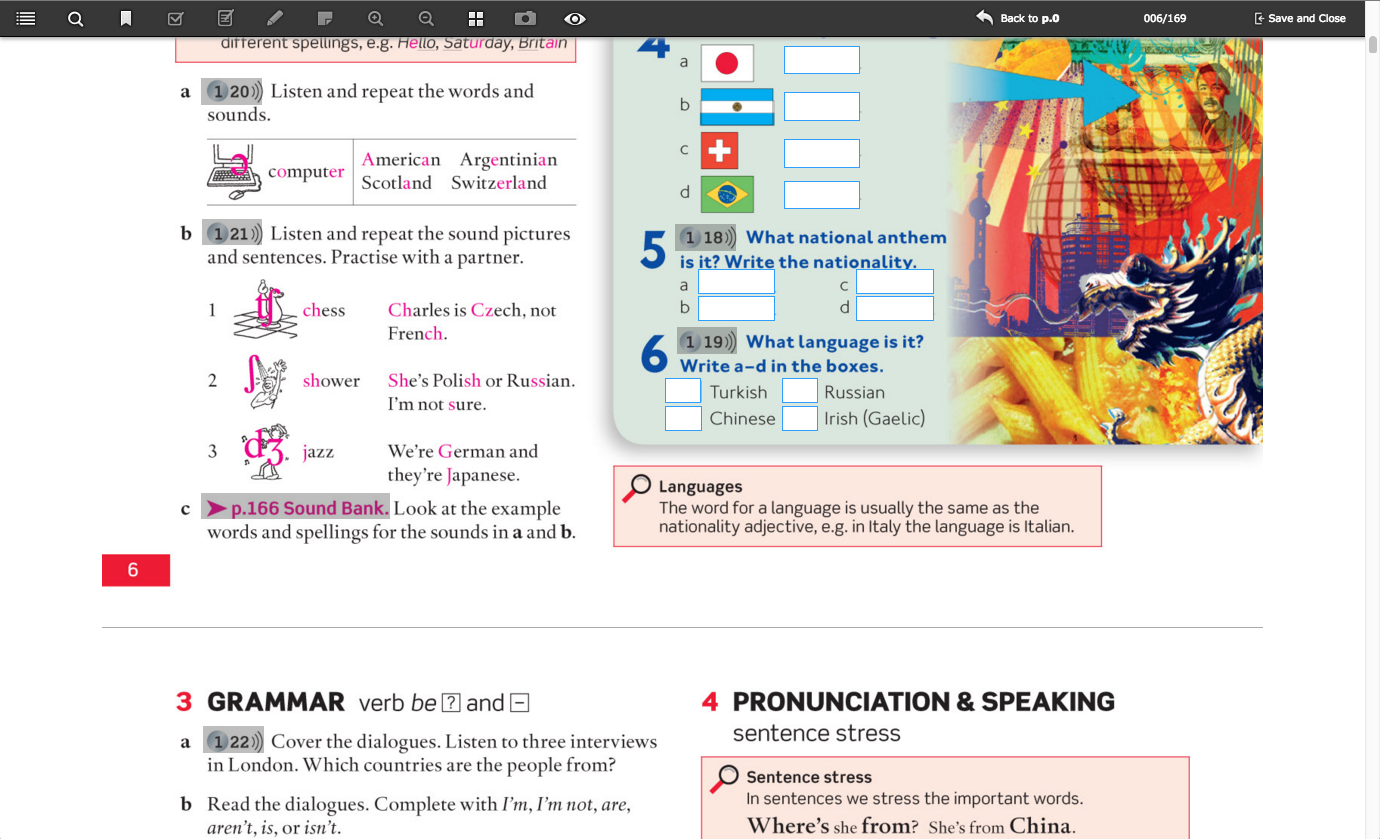 Back to p.0
006/169
Save and Close
different spellings, e.g. Hello, Saturday, Britain
a 1 20 Listen and repeat the words and
sounds.
ə
computer
American Argentinian
Scotland Switzerland
b 1 21 Listen and repeat the sound pictures
and sentences. Practise with a partner.
1 tʃ chess Charles is Czech, not
French.
2 ʃ shower She's Polish or Russian.
I'm not sure.
3 dʒ jazz We're German and
they're Japanese.
c p.166 Sound Bank. Look at the example
words and spellings for the sounds in a and b.
6
4
a
b
c
d
5 1 18 What national anthem
is it? Write the nationality.
a c
b d
6 1 19 What language is it?
Write a–d in the boxes.
Turkish Russian
Chinese Irish (Gaelic)
Languages
The word for a language is usually the same as the
nationality adjective, e.g. in Italy the language is Italian.
3 GRAMMAR verb be ? and −
a 1 22 Cover the dialogues. Listen to three interviews
in London. Which countries are the people from?
b Read the dialogues. Complete with I'm, I'm not, are,
aren't, is, or isn't.
4 PRONUNCIATION & SPEAKING
sentence stress
Sentence stress
In sentences we stress the important words.
Where's she from? She's from China.